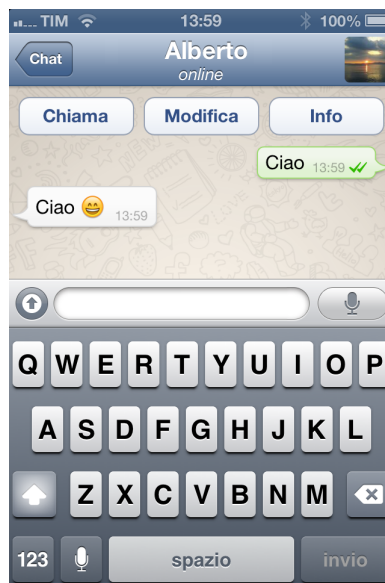 TIM 13:59 100%
Chat Alberto
online
Chiama Modifica Info
Ciao 13:59
Ciao 😄 13:59
Q W E R T Y U I O P
A S D F G H J K L
Z X C V B N M
123 spazio invio